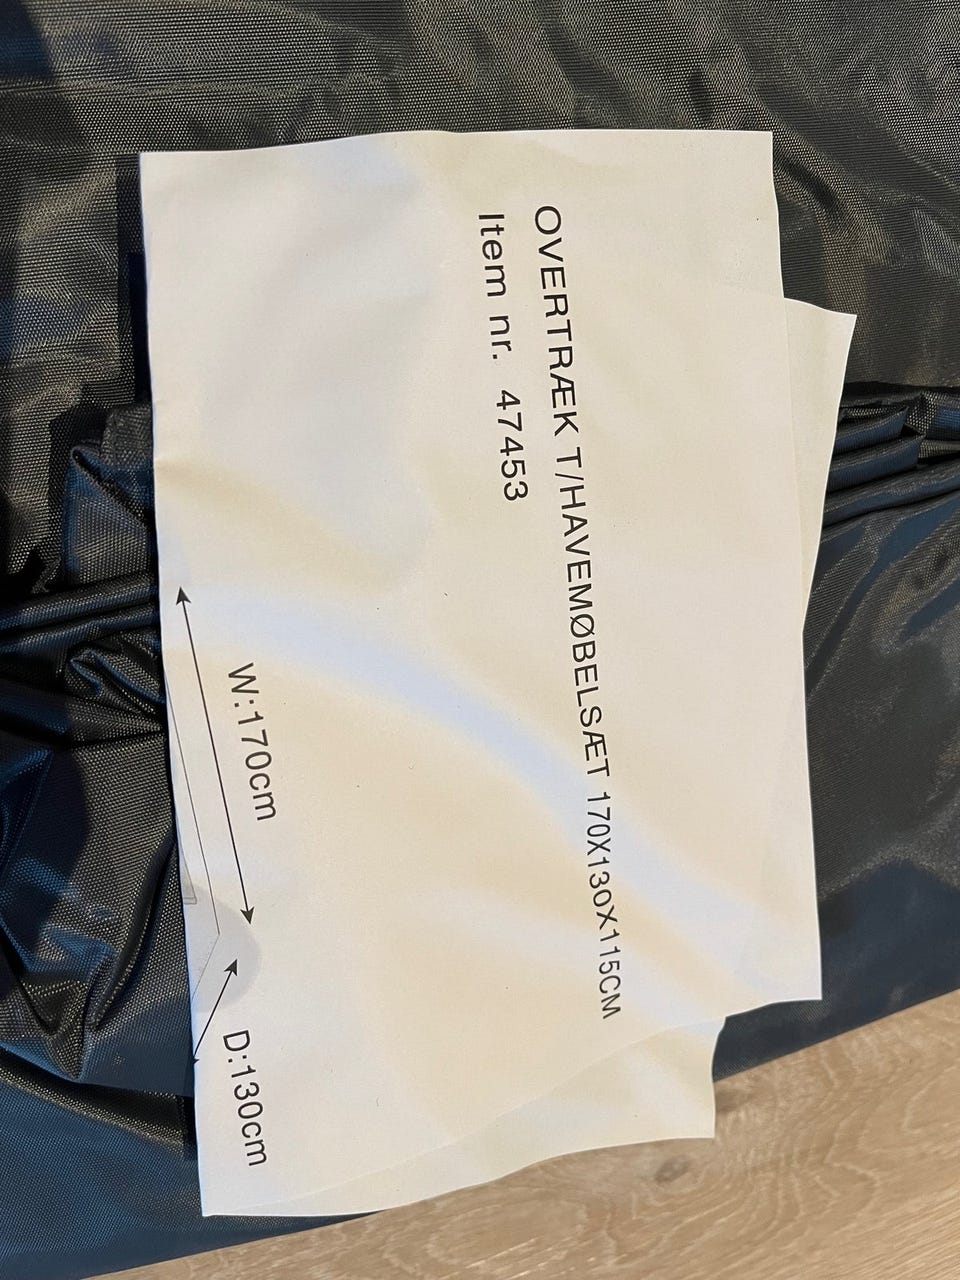 OVERTRÆK T/HAVEMØBELSÆT 170X130X115CM
Item nr. 47453
W:170cm
D:130cm